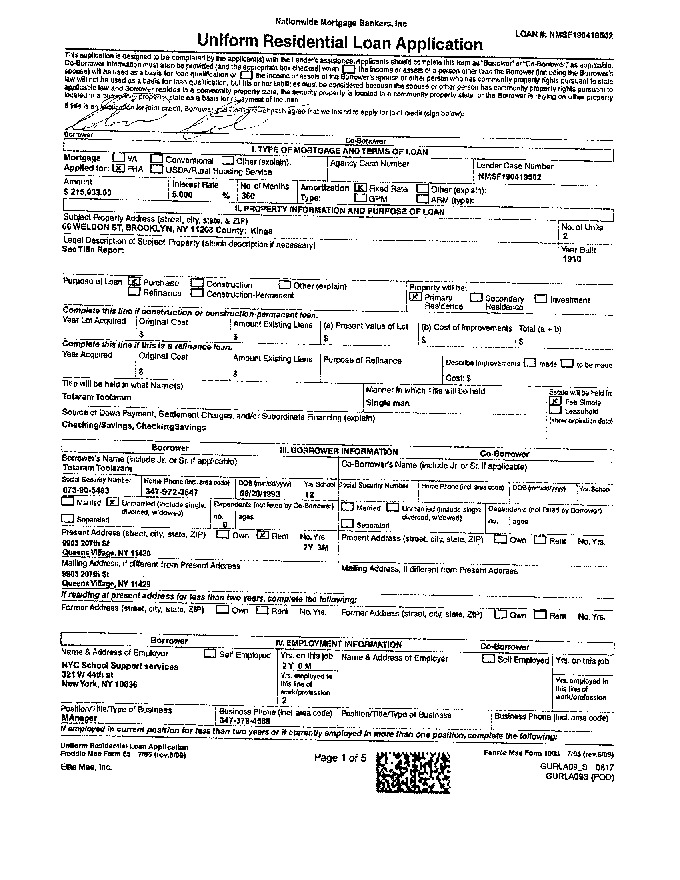 Nationwide Mortgage Bankers, Inc
LOAN #: NMSF190419502
Uniform Residential Loan Application
This application is designed to be completed by the applicant(s) with the Lender's assistance. Applicants should complete this form as "Borrower" or "Co-Borrower," as applicable.
Co-Borrower information must also be provided (and the appropriate box checked) when the income or assets of a person other than the Borrower (including the Borrower's
spouse) will be used as a basis for loan qualification or the income or assets of the Borrower's spouse or other person who has community property rights pursuant to
state law will not be used as a basis for loan qualification, but his or her liabilities must be considered because the spouse or other person has community property rights pursuant to
applicable law and Borrower resides in a community property state, the security property is located in a community property state, or the Borrower is relying on other property
located in a community property state as a basis for repayment of the loan.
If this is an application for joint credit, Borrower and Co-Borrower each agree that we intend to apply for joint credit (sign below):
Borrower Co-Borrower
I. TYPE OF MORTGAGE AND TERMS OF LOAN
Mortgage VA Conventional Other (explain): Agency Case Number Lender Case Number
Applied for: FHA USDA/Rural Housing Service NMSF190419502
Amount Interest Rate No. of Months Amortization Fixed Rate Other (explain):
$ 5.000 % 360 Type: GPM ARM (type):
II. PROPERTY INFORMATION AND PURPOSE OF LOAN
Subject Property Address (street, city, state, & ZIP) No. of Units
WELDON ST, BROOKLYN, NY 11208 County: Kings 2
Legal Description of Subject Property (attach description if necessary) Year Built
See Title Report 1910
Purpose of Loan Purchase Construction Other (explain) Property will be:
Refinance Construction-Permanent Primary Residence Secondary Residence Investment
Complete this line if construction or construction-permanent loan.
Year Lot Acquired Original Cost Amount Existing Liens (a) Present Value of Lot (b) Cost of Improvements Total (a + b)
$ $ $ $ $
Complete this line if this is a refinance loan.
Year Acquired Original Cost Amount Existing Liens Purpose of Refinance Describe Improvements made to be made
$ $ Cost: $
Title will be held in what Name(s) Manner in which Title will be held Estate will be held in:
Totaram Toolaram Single man Fee Simple
Leasehold
(show expiration date)
Source of Down Payment, Settlement Charges, and/or Subordinate Financing (explain)
Checking/Savings, CheckingSavings
Borrower III. BORROWER INFORMATION Co-Borrower
Borrower's Name (include Jr. or Sr. if applicable) Co-Borrower's Name (include Jr. or Sr. if applicable)
Totaram Toolaram
Social Security Number Home Phone (incl. area code) DOB (mm/dd/yyyy) Yrs. School Social Security Number Home Phone (incl. area code) DOB (mm/dd/yyyy) Yrs. School
347-972-3647 12
Married Unmarried (include single, divorced, widowed) Dependents (not listed by Co-Borrower) Married Unmarried (include single, divorced, widowed) Dependents (not listed by Borrower)
Separated no. 0 ages Separated no. ages
Present Address (street, city, state, ZIP) Own Rent No. Yrs. Present Address (street, city, state, ZIP) Own Rent No. Yrs.
9903 207th St 2Y 3M
Queens Village, NY 11429
Mailing Address, if different from Present Address Mailing Address, if different from Present Address
9903 207th St
Queens Village, NY 11429
If residing at present address for less than two years, complete the following:
Former Address (street, city, state, ZIP) Own Rent No. Yrs. Former Address (street, city, state, ZIP) Own Rent No. Yrs.
Borrower IV. EMPLOYMENT INFORMATION Co-Borrower
Name & Address of Employer Self Employed Yrs. on this job Name & Address of Employer Self Employed Yrs. on this job
NYC School Support services 2 Y 0 M
321 W 44th st Yrs. employed in this line of work/profession Yrs. employed in this line of work/profession
New York, NY 10036 2
Position/Title/Type of Business Business Phone (incl. area code) Position/Title/Type of Business Business Phone (incl. area code)
Manager
If employed in current position for less than two years or if currently employed in more than one position, complete the following:
Uniform Residential Loan Application
Freddie Mac Form 65 7/05 (rev.6/09) Page 1 of 5 Fannie Mae Form 1003 7/05 (rev.6/09)
Ellie Mae, Inc. GURLA09_S 0617
GURLA09S (POD)